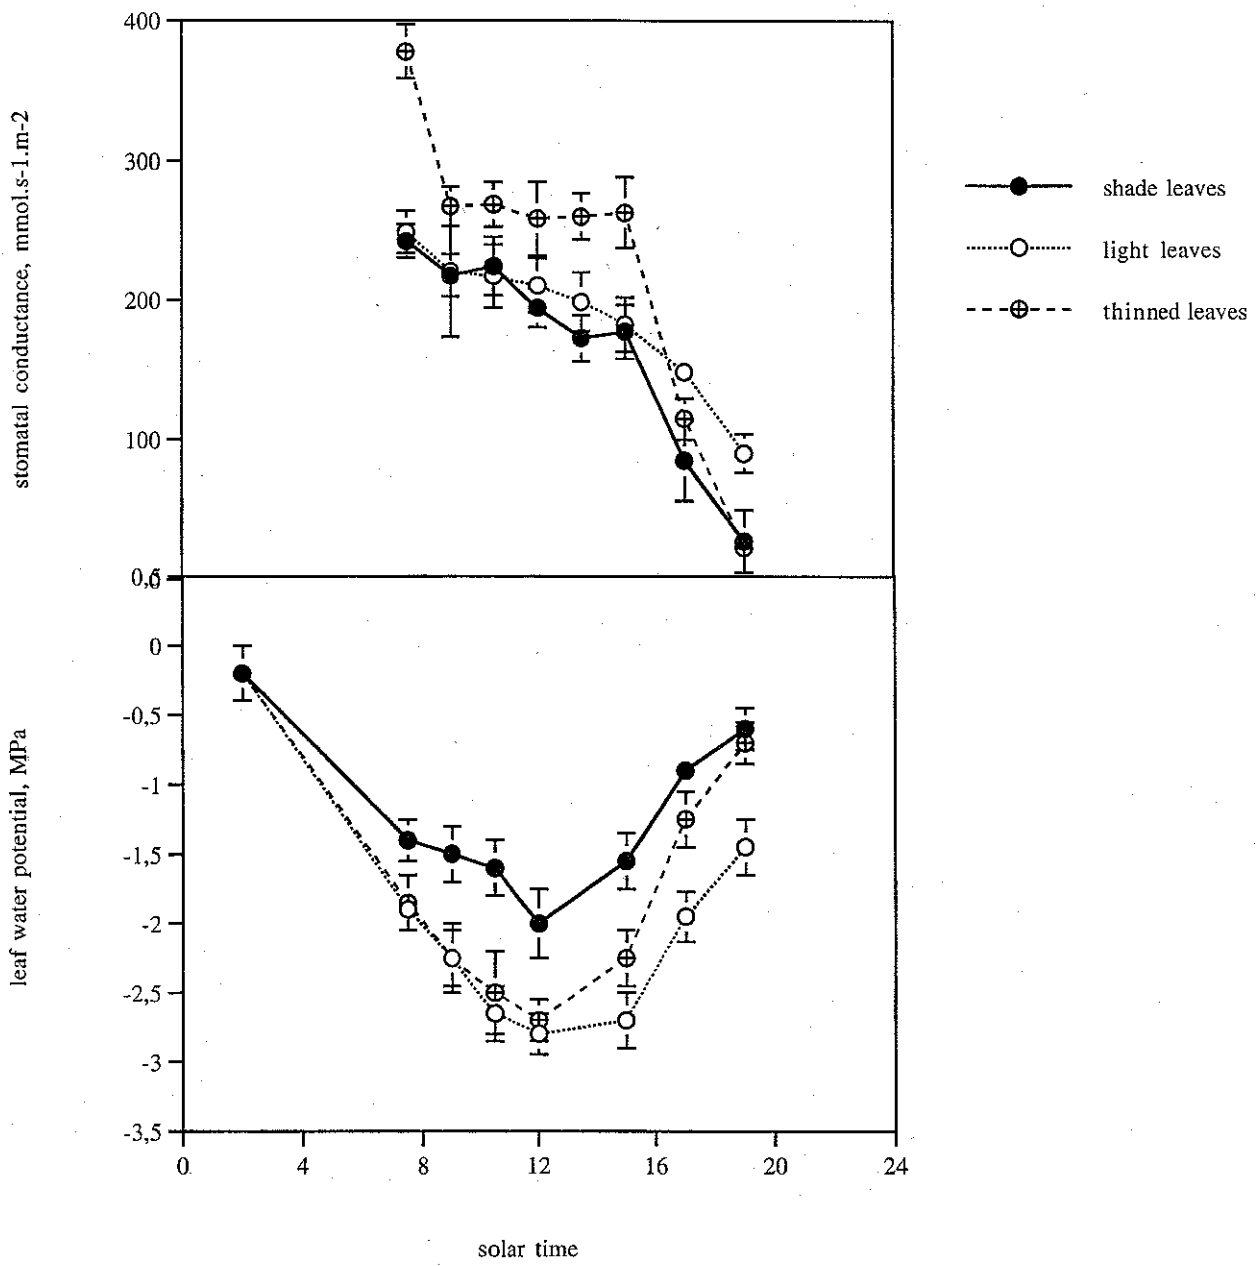 400
300
200
100
0
stomatal conductance, mmol.s-1.m-2
shade leaves
light leaves
thinned leaves
0,5
0
-0,5
-1
-1,5
-2
-2,5
-3
-3,5
leaf water potential, MPa
0 4 8 12 16 20 24
solar time